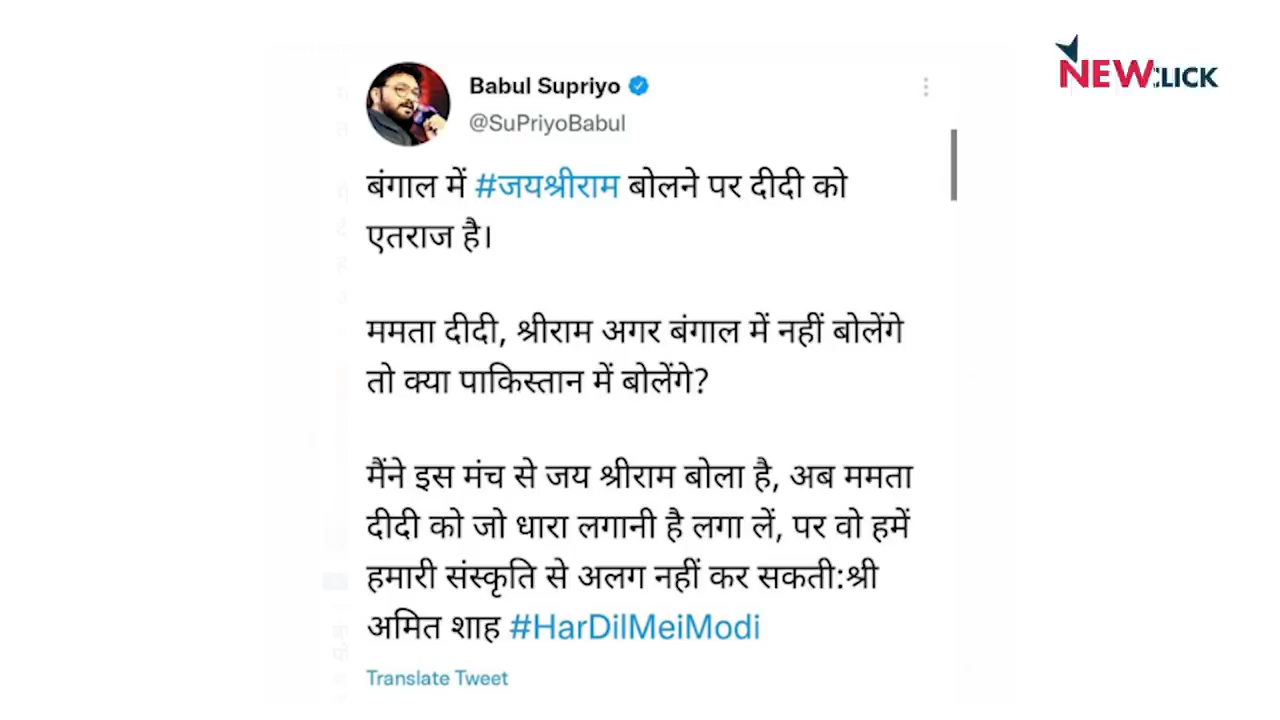 NEWSCLICK
Babul Supriyo
@SuPriyoBabul
बंगाल में #जयश्रीराम बोलने पर दीदी को
एतराज है।
ममता दीदी, श्रीराम अगर बंगाल में नहीं बोलेंगे
तो क्या पाकिस्तान में बोलेंगे?
मैंने इस मंच से जय श्रीराम बोला है, अब ममता
दीदी को जो धारा लगानी है लगा लें, पर वो हमें
हमारी संस्कृति से अलग नहीं कर सकती:श्री
अमित शाह #HarDilMeiModi
Translate Tweet